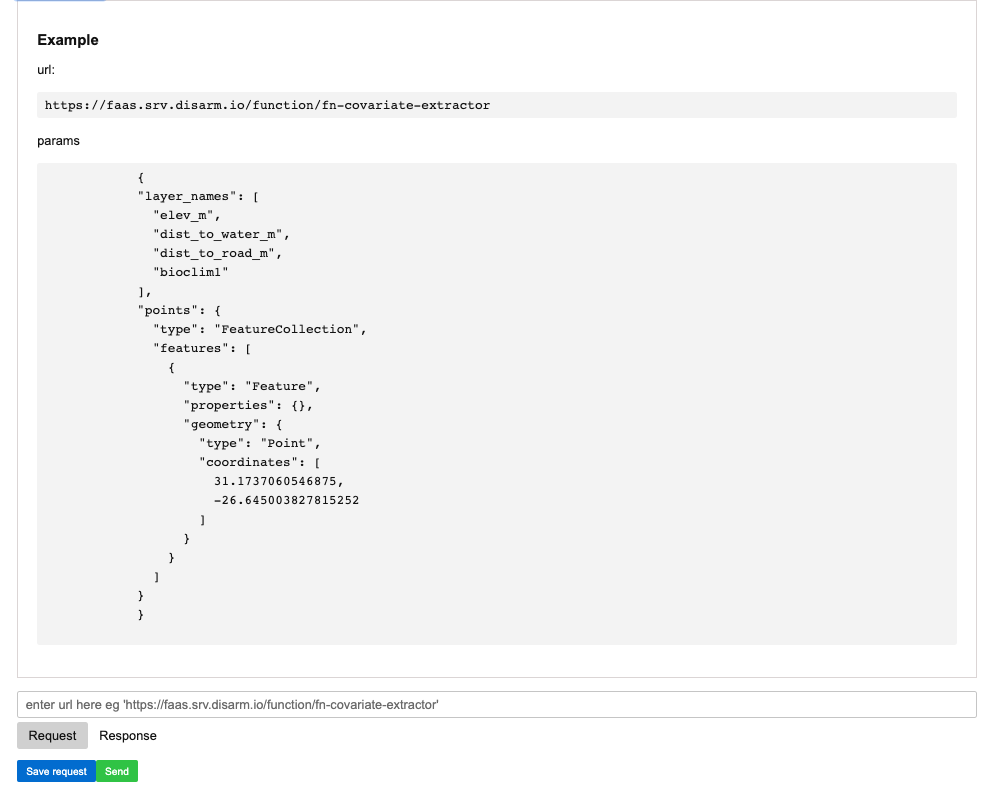 Example
url:
https://faas.srv.disarm.io/function/fn-covariate-extractor
params
{
"layer_names": [
"elev_m",
"dist_to_water_m",
"dist_to_road_m",
"bioclim1"
],
"points": {
"type": "FeatureCollection",
"features": [
{
"type": "Feature",
"properties": {},
"geometry": {
"type": "Point",
"coordinates": [
31.1737060546875,
-26.645003827815252
]
}
}
]
}
}
enter url here eg 'https://faas.srv.disarm.io/function/fn-covariate-extractor'
Request Response
Save request Send